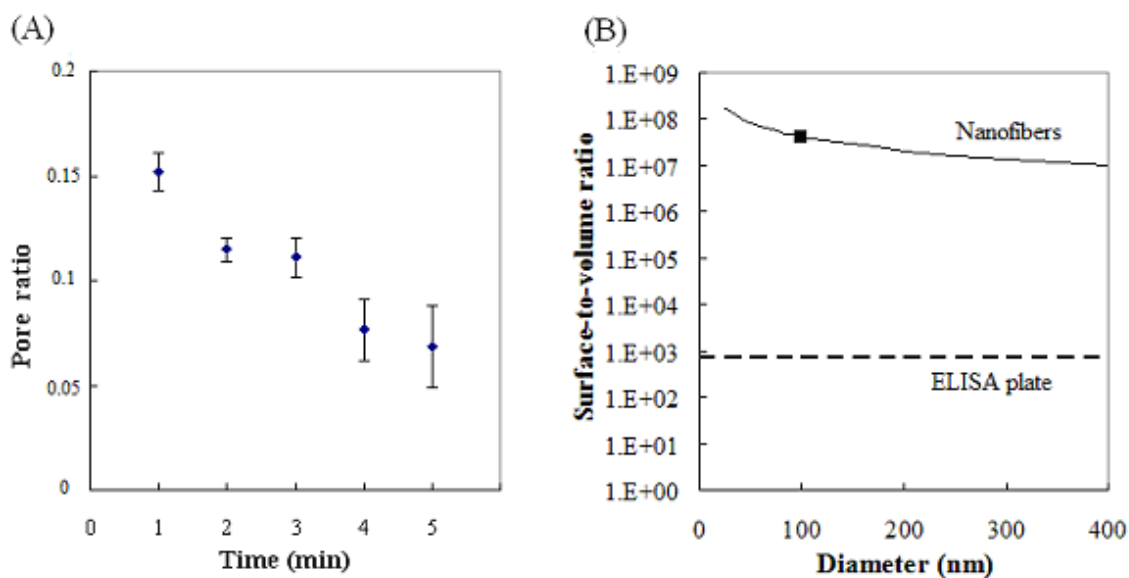 (A)
0.2
0.15
0.1
0.05
0
0 1 2 3 4 5
Time (min)
Pore ratio
(B)
1.E+09
1.E+08
1.E+07
1.E+06
1.E+05
1.E+04
1.E+03
1.E+02
1.E+01
1.E+00
0 100 200 300 400
Diameter (nm)
Surface-to-volume ratio
Nanofibers
ELISA plate